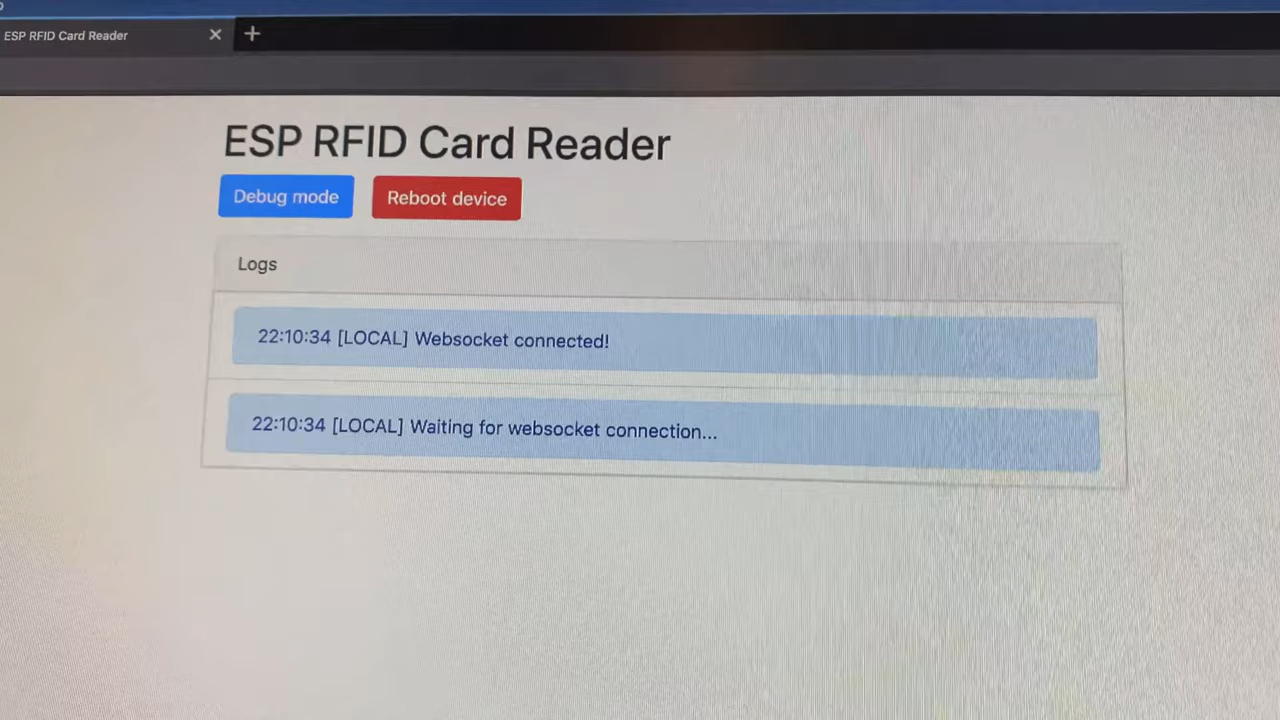 ESP RFID Card Reader
ESP RFID Card Reader
Debug mode
Reboot device
Logs
22:10:34 [LOCAL] Websocket connected!
22:10:34 [LOCAL] Waiting for websocket connection...